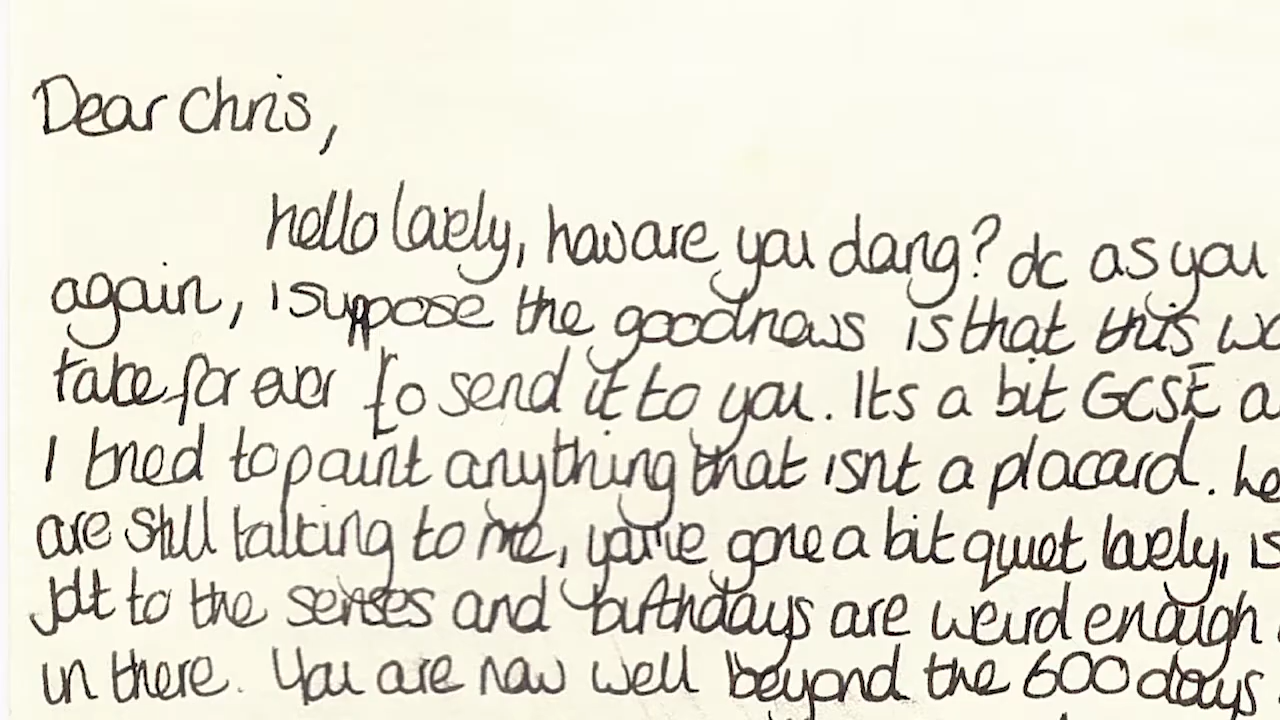 Dear Chris,
hello lovely, how are you doing? dc as you
again, i suppose the goodnews is that this
take for ever to send it to you. Its a bit GCSE
I tried to paint anything that isnt a placard.
are still talking to me, you've gone a bit quiet lovely, is
jolt to the senses and birthdays are weird enough
in there. You are now well beyond the 600 days